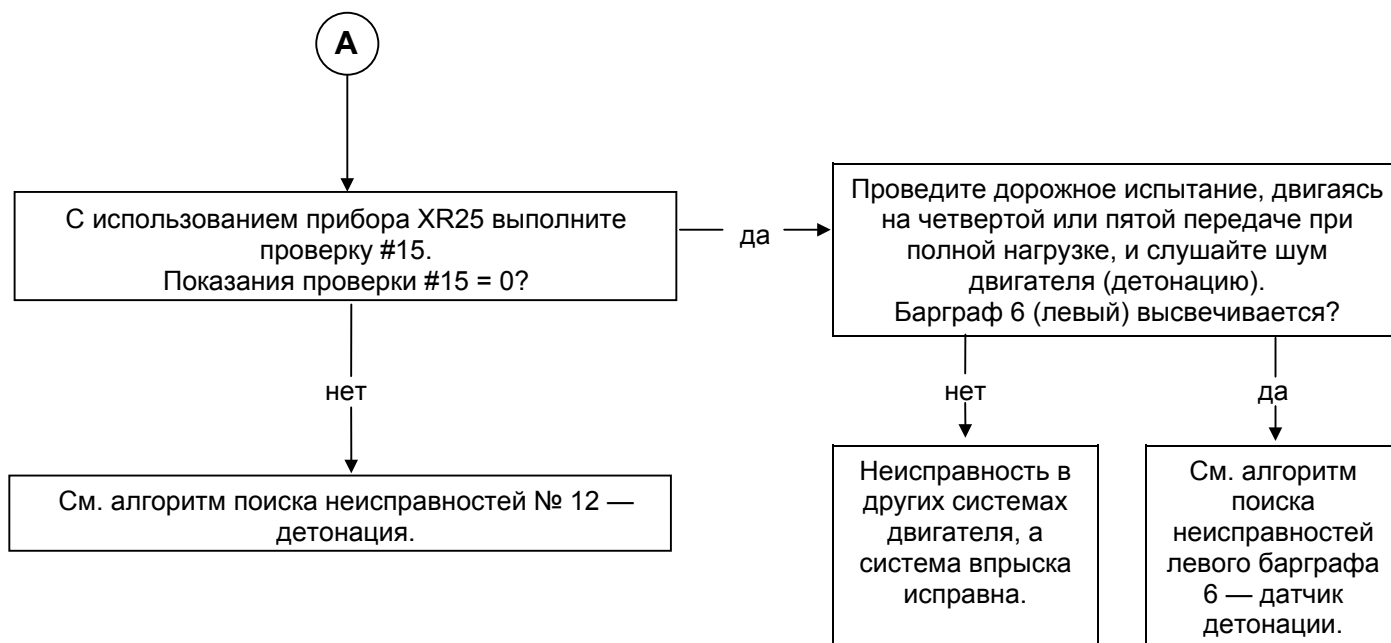 А
С использованием прибора XR25 выполните
проверку #15.
Показания проверки #15 = 0?
да
Проведите дорожное испытание, двигаясь
на четвертой или пятой передаче при
полной нагрузке, и слушайте шум
двигателя (детонацию).
Барграф 6 (левый) высвечивается?
нет
нет
да
См. алгоритм поиска неисправностей № 12 —
детонация.
Неисправность в
других системах
двигателя, а
система впрыска
исправна.
См. алгоритм
поиска
неисправностей
левого барграфа
6 — датчик
детонации.